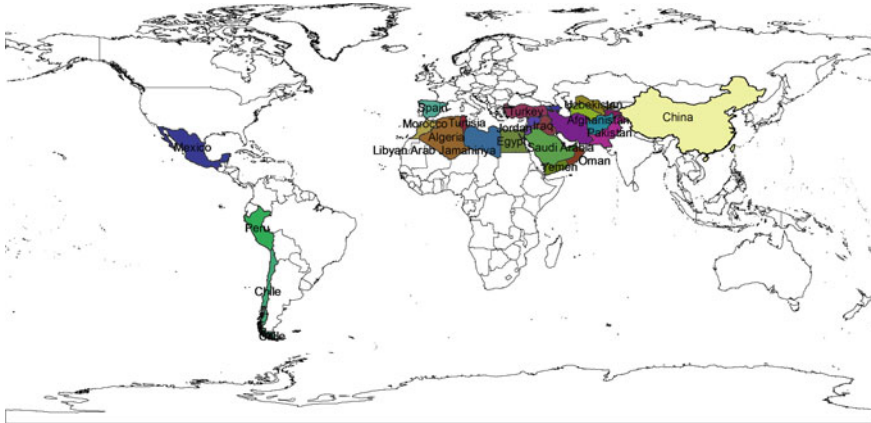 Spain
Turkey
Uzbekistan
China
Morocco
Tunisia
Afghanistan
Mexico
Algeria
Jordan
Iraq
Pakistan
Egypt
Saudi Arabia
Libyan Arab Jamahiriya
Oman
Yemen
Peru
Chile
Chile